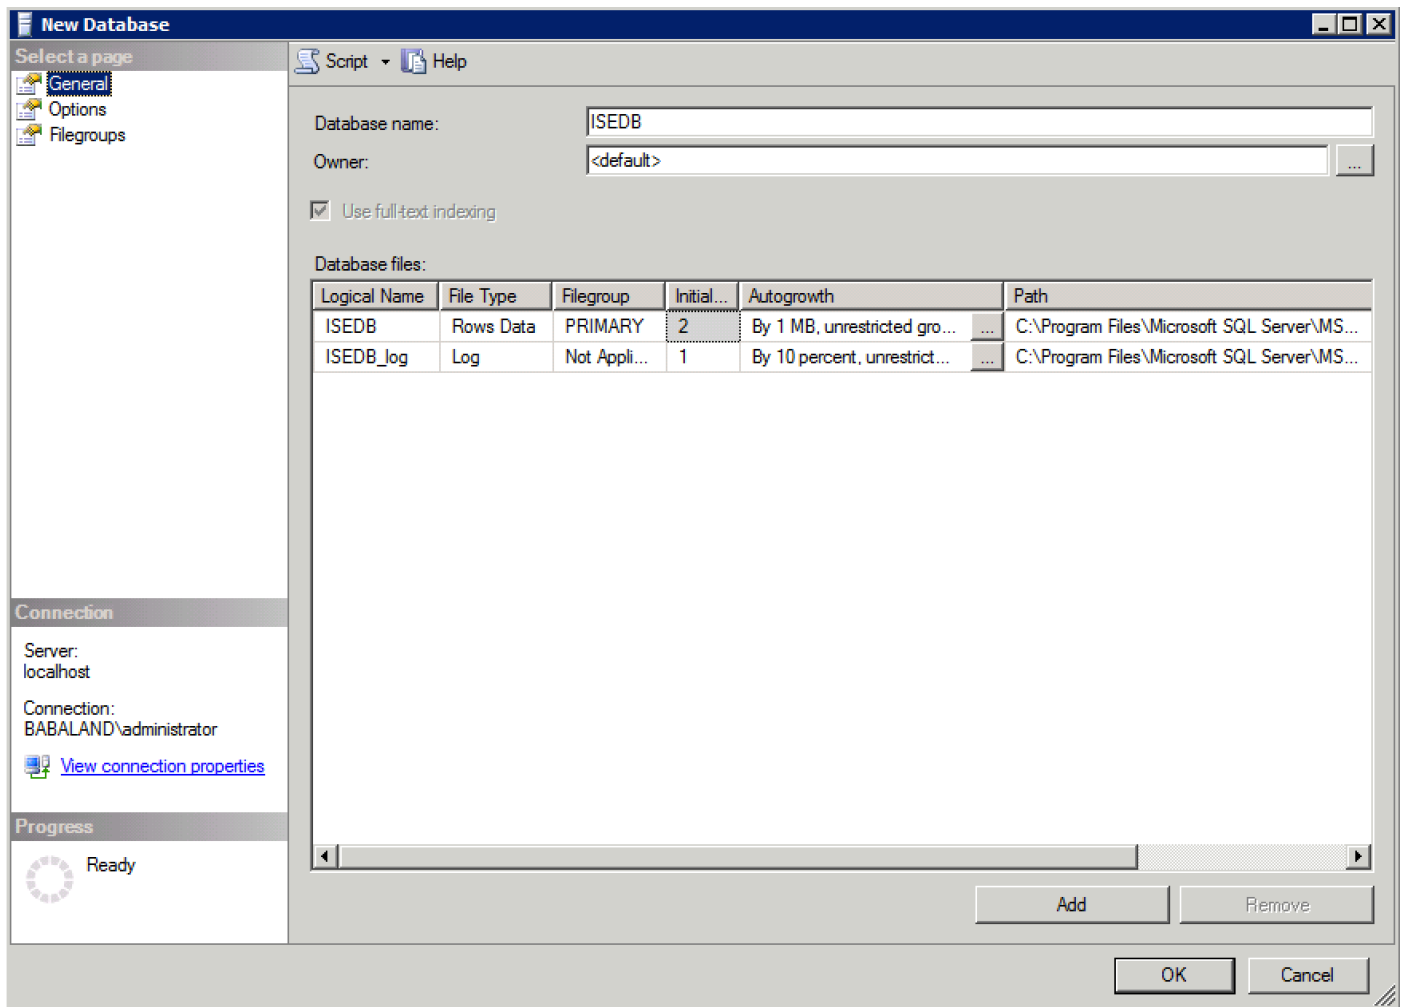 New Database
Select a page
General
Options
Filegroups
Script
Help
Database name:
ISEDB
Owner:
<default>
...
Use full-text indexing
Database files:
Logical Name File Type Filegroup Initial... Autogrowth Path
ISEDB Rows Data PRIMARY 2 By 1 MB, unrestricted gro... ... C:\Program Files\Microsoft SQL Server\MS...
ISEDB_log Log Not Appli... 1 By 10 percent, unrestrict... ... C:\Program Files\Microsoft SQL Server\MS...
Connection
Server:
localhost
Connection:
BABALAND\administrator
View connection properties
Progress
Ready
Add
Remove
OK
Cancel